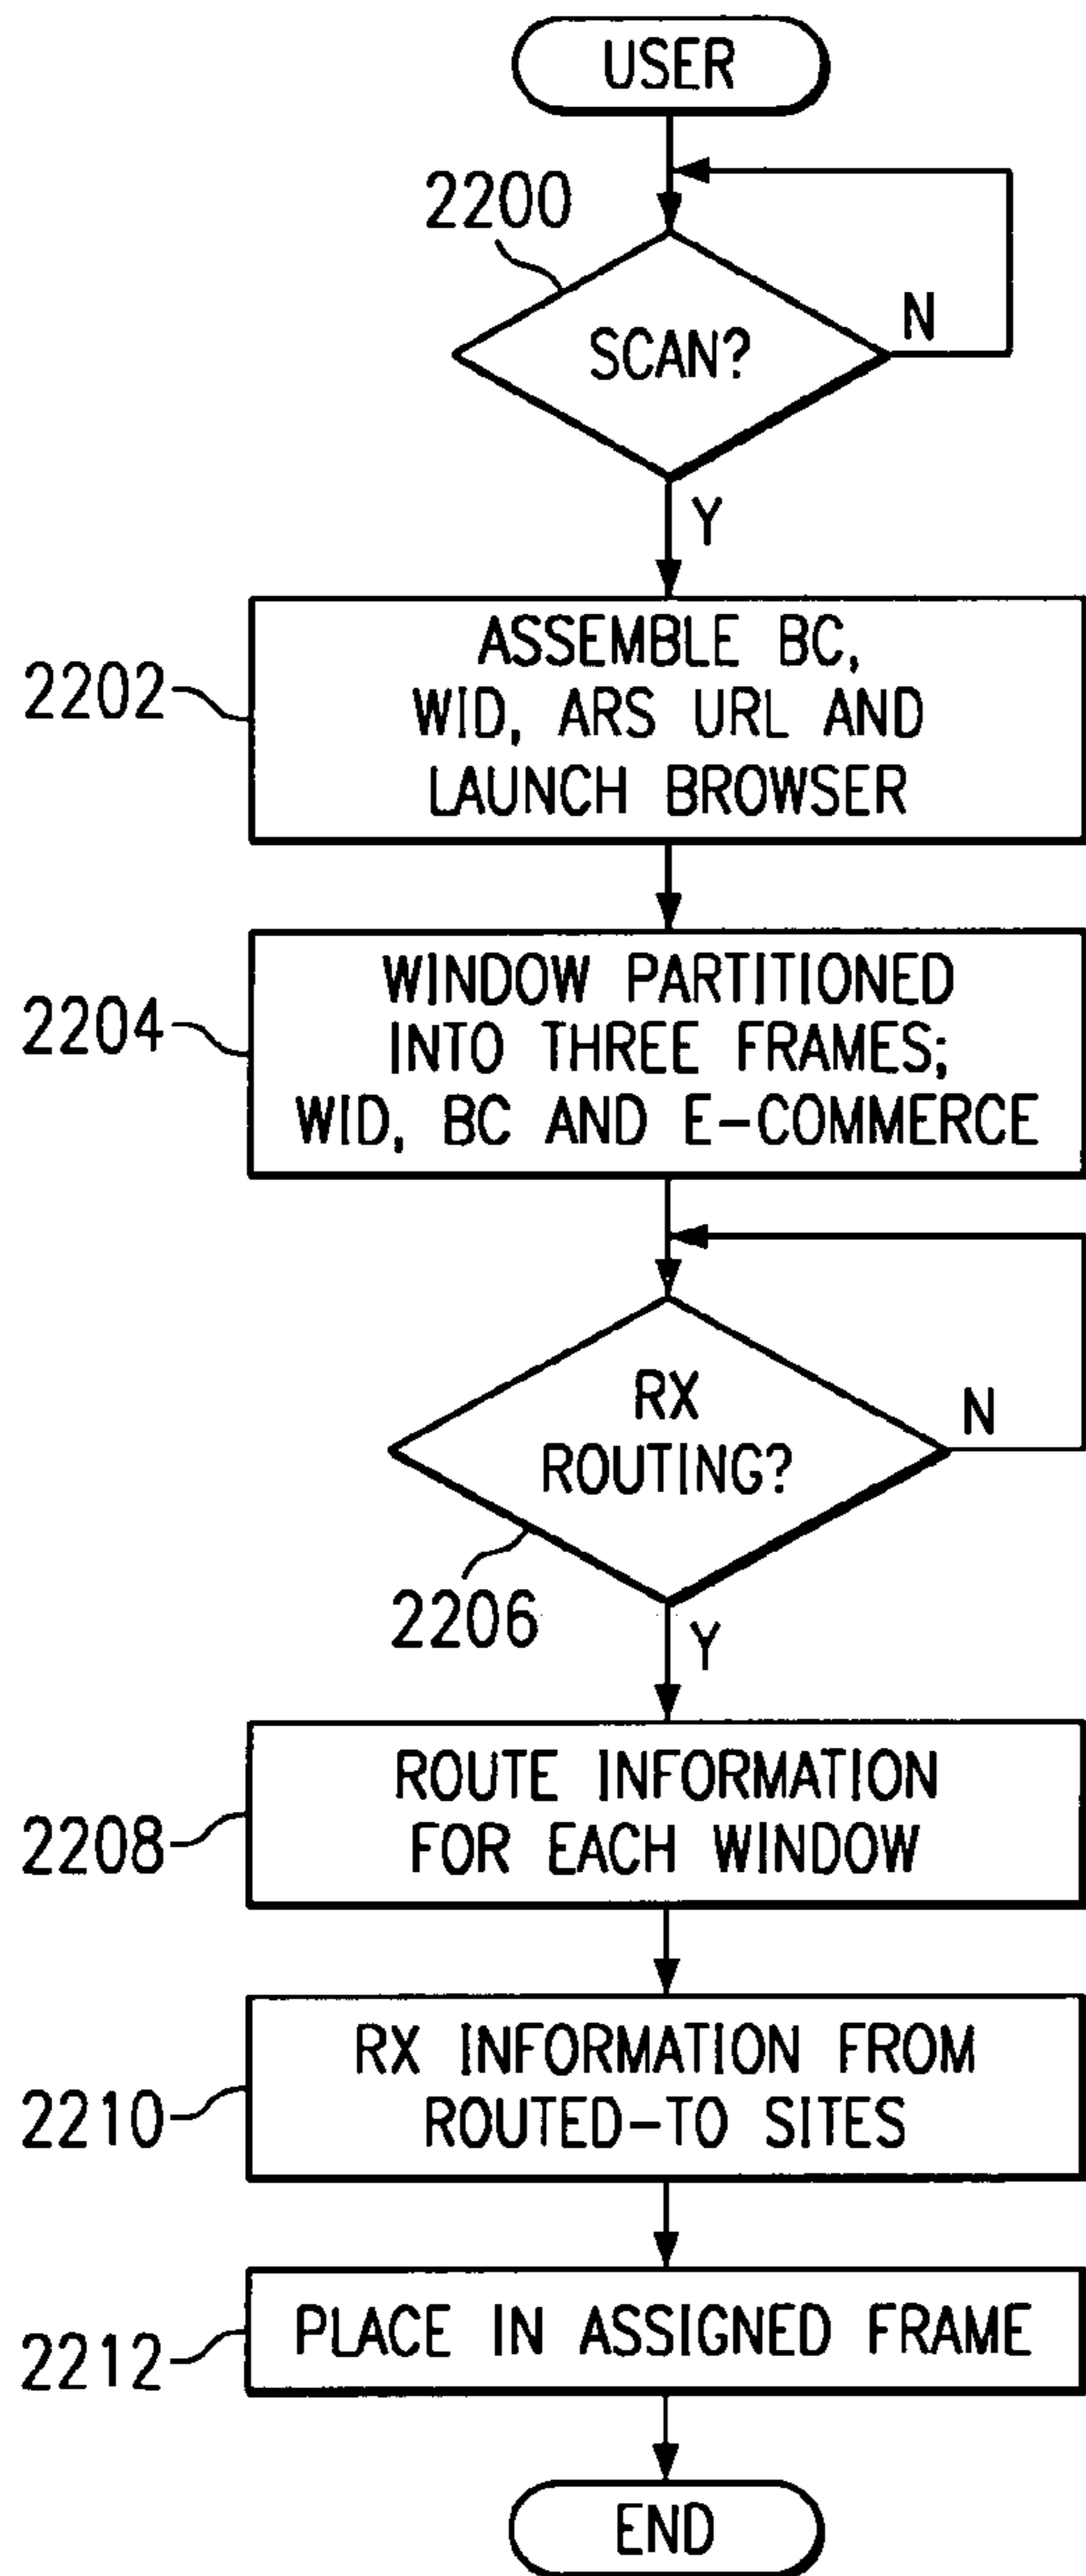 USER
2200
SCAN?
N
Y
2202
ASSEMBLE BC,
WID, ARS URL AND
LAUNCH BROWSER
2204
WINDOW PARTITIONED
INTO THREE FRAMES;
WID, BC AND E-COMMERCE
RX
ROUTING?
N
2206
Y
2208
ROUTE INFORMATION
FOR EACH WINDOW
2210
RX INFORMATION FROM
ROUTED-TO SITES
2212
PLACE IN ASSIGNED FRAME
END